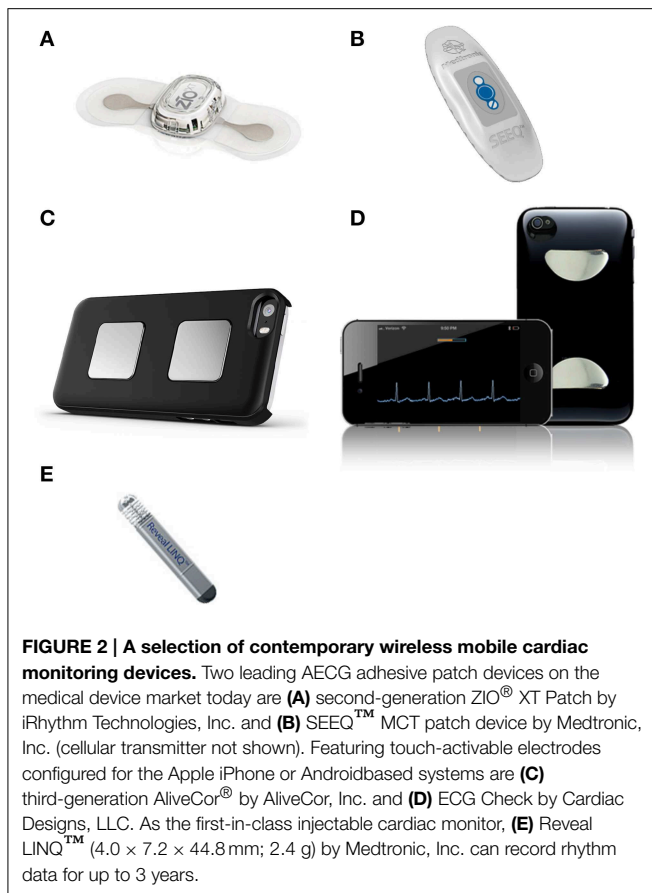 A
B
ZIO
SEEQ
C
D
Verizon
9:50 PM
E
Reveal LINQ™
FIGURE 2 | A selection of contemporary wireless mobile cardiac
monitoring devices. Two leading AECG adhesive patch devices on the
medical device market today are (A) second-generation ZIO® XT Patch by
iRhythm Technologies, Inc. and (B) SEEQ™ MCT patch device by Medtronic,
Inc. (cellular transmitter not shown). Featuring touch-activable electrodes
configured for the Apple iPhone or Androidbased systems are (C)
third-generation AliveCor® by AliveCor, Inc. and (D) ECG Check by Cardiac
Designs, LLC. As the first-in-class injectable cardiac monitor, (E) Reveal
LINQ™ (4.0 × 7.2 × 44.8 mm; 2.4 g) by Medtronic, Inc. can record rhythm
data for up to 3 years.